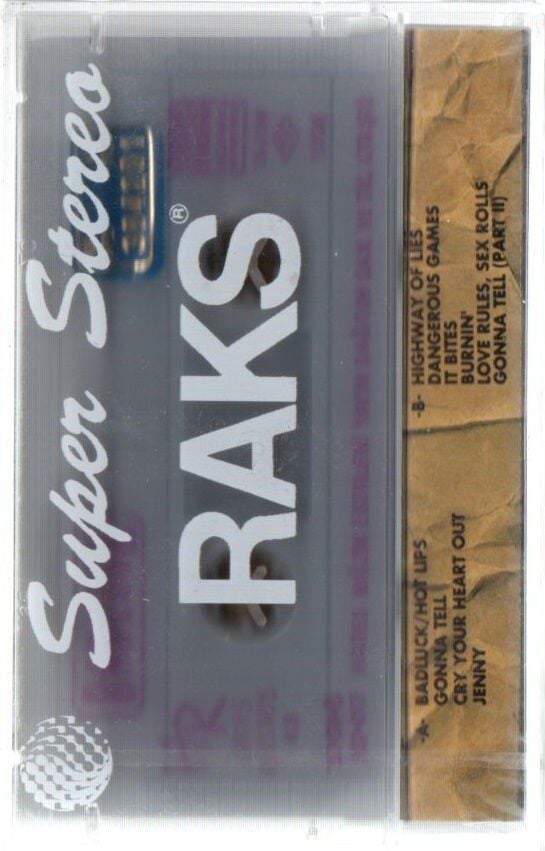 Super Stereo
RAKS®
-A- BADLUCK/HOT LIPS
GONNA TELL
CRY YOUR HEART OUT
JENNY
-B- HIGHWAY OF LIES
DANGEROUS GAMES
IT BITES
BURNIN'
LOVE RULES, SEX ROLLS
GONNA TELL (PART II)